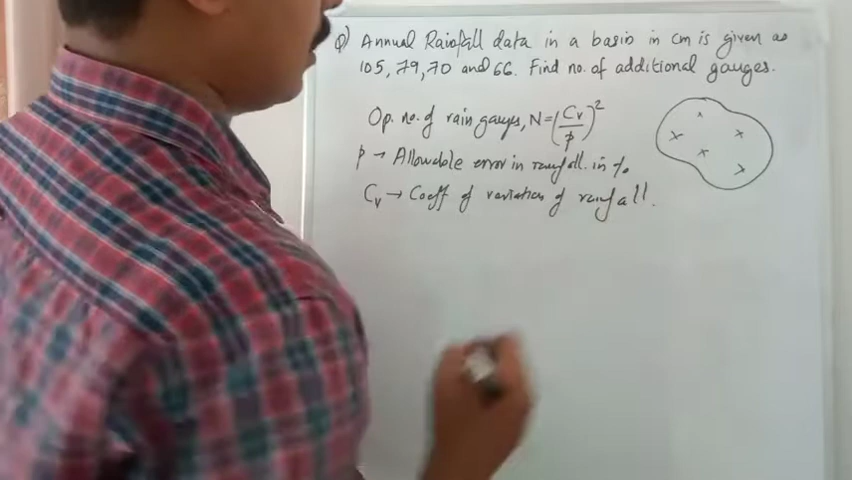 Q) Annual Rainfall data in a basin in cm is given as
105, 79, 70 and 66. Find no. of additional gauges.
Op. no. of rain gauges, N = (Cv/p)²
p → Allowable error in rainfall in %.
Cv → Coeff of variation of rainfall.